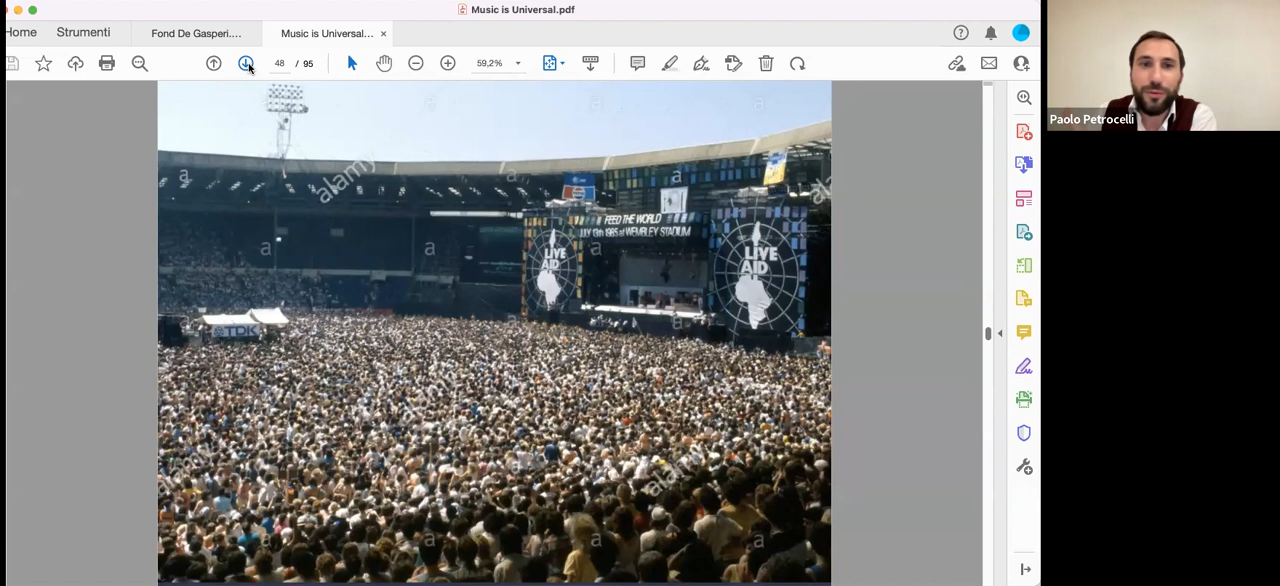 Music is Universal.pdf
Home
Strumenti
Fond De Gasperi....
Music is Universal...
48 / 95
59,2%
Paolo Petrocelli
FEED THE WORLD
JULY 13th 1985 at WEMBLEY STADIUM
LIVE
AID
LIVE
AID
TDK
alamy
alamy
a
a
a
a
a
a
a
a
a
a
a
a